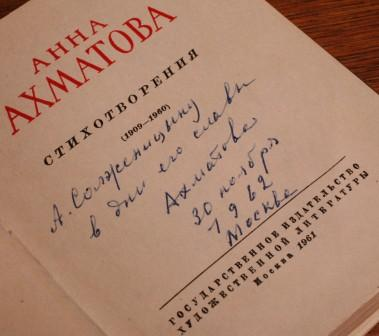 АННА
АХМАТОВА
СТИХОТВОРЕНИЯ
(1909—1960)
А. Солженицыну
в дни его славы
Ахматова
30 ноября
1962
Москва
ГОСУДАРСТВЕННОЕ ИЗДАТЕЛЬСТВО
ХУДОЖЕСТВЕННОЙ ЛИТЕРАТУРЫ
Москва 1961